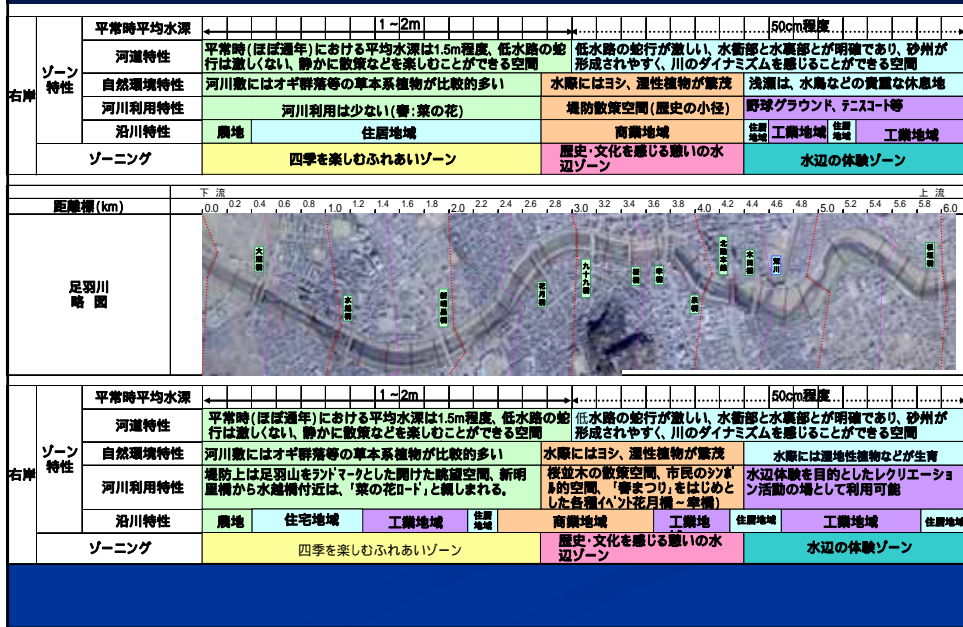 平常時平均水深 1～2m 50cm程度
河道特性
平常時(ほぼ通年)における平均水深は1.5m程度、低水路の蛇
行は激しくない、静かに散策などを楽しむことができる空間
低水路の蛇行が激しい、水衝部と水裏部とが明確であり、砂州が
形成されやすく、川のダイナミズムを感じることができる空間
右岸
ゾーン
特性
自然環境特性 河川敷にはオギ群落等の草本系植物が比較的多い 水際にはヨシ、湿性植物が繁茂 浅瀬は、水鳥などの貴重な休息地
河川利用特性 河川利用は少ない(春:菜の花) 堤防散策空間(歴史の小径) 野球グラウンド、テニスコート等
沿川特性 農地 住居地域 商業地域 住居
地域 工業地域 住居
地域 工業地域
ゾーニング 四季を楽しむふれあいゾーン 歴史・文化を感じる憩いの水
辺ゾーン 水辺の体験ゾーン
下流 上流
距離標(km) 0.0 0.2 0.4 0.6 0.8 1.0 1.2 1.4 1.6 1.8 2.0 2.2 2.4 2.6 2.8 3.0 3.2 3.4 3.6 3.8 4.0 4.2 4.4 4.6 4.8 5.0 5.2 5.4 5.6 5.8 6.0
足羽川
略図
水越橋
新明里橋
花月橋
九十九橋
幸橋
泉橋
北陸本線
木田橋
荒川
板垣橋
平常時平均水深 1～2m 50cm程度
河道特性
平常時(ほぼ通年)における平均水深は1.5m程度、低水路の蛇
行は激しくない、静かに散策などを楽しむことができる空間
低水路の蛇行が激しい、水衝部と水裏部とが明確であり、砂州が
形成されやすく、川のダイナミズムを感じることができる空間
右岸
ゾーン
特性
自然環境特性 河川敷にはオギ群落等の草本系植物が比較的多い 水際にはヨシ、湿性植物が繁茂 水際には湿地性植物などが生育
河川利用特性
堤防上は足羽山をランドマークとした開けた眺望空間、新明
里橋から水越橋付近は、「菜の花ロード」と親しまれる。
桜並木の散策空間、市民のシンボ
ル的空間、「春まつり」をはじめと
した各種イベント花月橋～幸橋)
水辺体験を目的としたレクリエーショ
ン活動の場として利用可能
沿川特性 農地 住宅地域 工業地域 住居
地域 商業地域 工業地 住居地域 工業地域 住居地域
ゾーニング 四季を楽しむふれあいゾーン 歴史・文化を感じる憩いの水
辺ゾーン 水辺の体験ゾーン